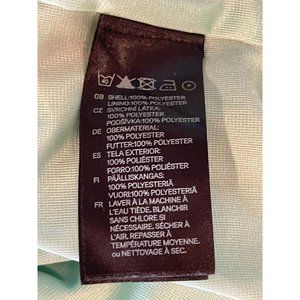 40
GB SHELL:100% POLYESTER
LINING:100% POLYESTER
CZ SVRCHNÍ LÁTKA:
100% POLYESTER
PODŠÍVKA:100% POLYESTER
DE OBERMATERIAL:
100% POLYESTER
FUTTER:100% POLYESTER
ES TELA EXTERIOR:
100% POLIÉSTER
FORRO:100% POLIÉSTER
FI PÄÄLLISKANGAS:
100% POLYESTERIÄ
VUORI:100% POLYESTERIÄ
LAVER À LA MACHINE À
L'EAU TIÈDE. BLANCHIR
SANS CHLORE SI
NÉCESSAIRE. SÉCHER À
L'AIR. REPASSER À
TEMPÉRATURE MOYENNE.
ou NETTOYAGE À SEC.